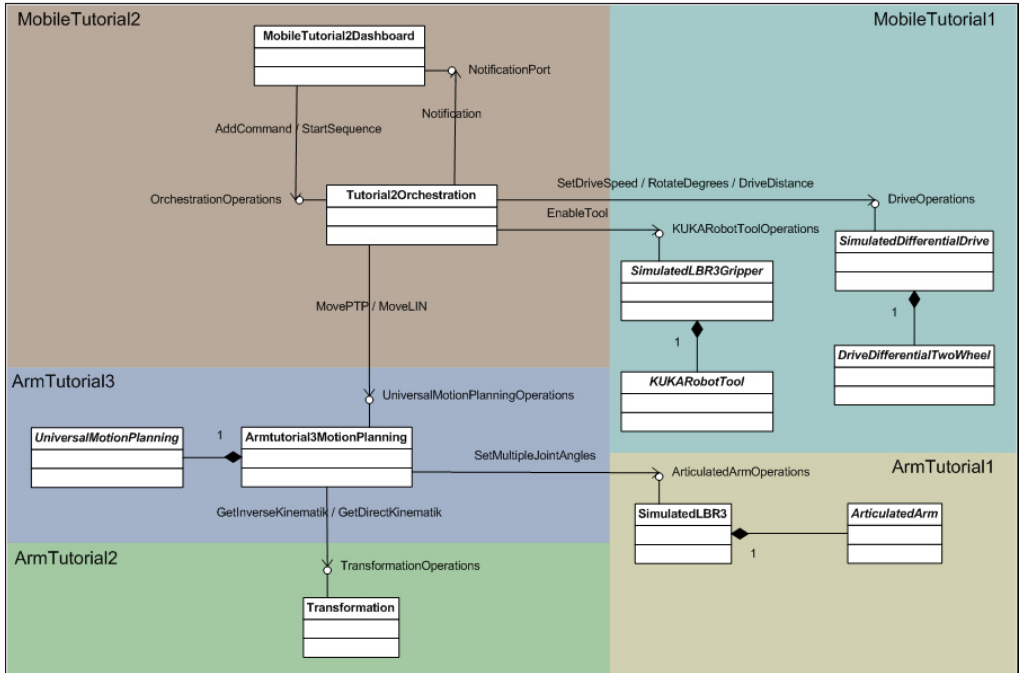 MobileTutorial2
MobileTutorial1
MobileTutorial2Dashboard
NotificationPort
Notification
AddCommand / StartSequence
OrchestrationOperations
Tutorial2Orchestration
SetDriveSpeed / RotateDegrees / DriveDistance
DriveOperations
EnableTool
KUKARobotToolOperations
SimulatedDifferentialDrive
SimulatedLBR3Gripper
1
1
DriveDifferentialTwoWheel
KUKARobotTool
MovePTP / MoveLIN
ArmTutorial3
UniversalMotionPlanningOperations
UniversalMotionPlanning
1
Armtutorial3MotionPlanning
SetMultipleJointAngles
ArmTutorial1
ArticulatedArmOperations
SimulatedLBR3
ArticulatedArm
1
GetInverseKinematik / GetDirectKinematik
ArmTutorial2
TransformationOperations
Transformation